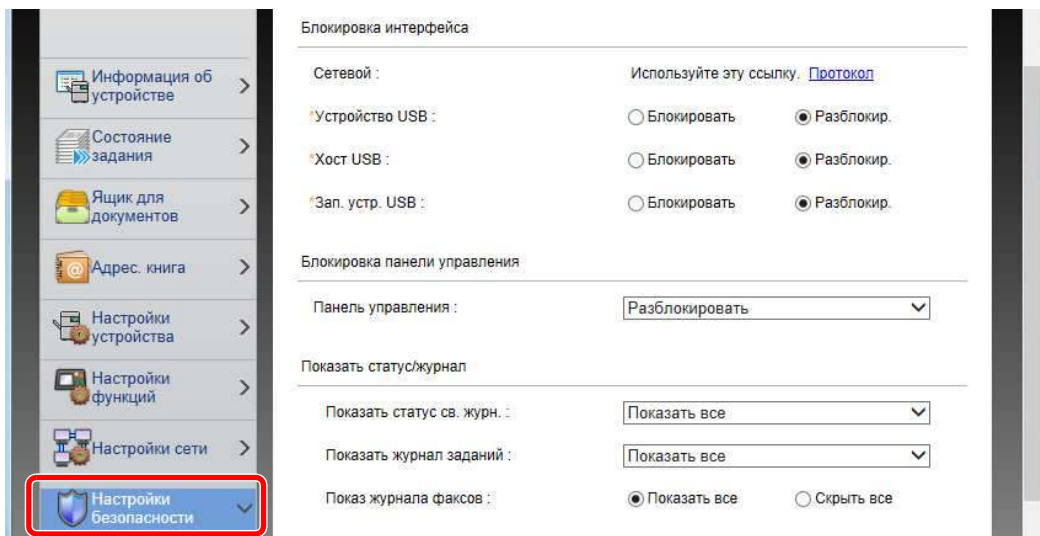 Информация об
устройстве
Состояние
задания
Ящик для
документов
Адрес. книга
Настройки
устройства
Настройки
функций
Настройки сети
Настройки
безопасности
Блокировка интерфейса
Сетевой : Используйте эту ссылку. Протокол
*Устройство USB : Блокировать Разблокир.
*Хост USB : Блокировать Разблокир.
*Зап. устр. USB : Блокировать Разблокир.
Блокировка панели управления
Панель управления : Разблокировать
Показать статус/журнал
Показать статус св. журн. : Показать все
Показать журнал заданий : Показать все
Показ журнала факсов : Показать все Скрыть все